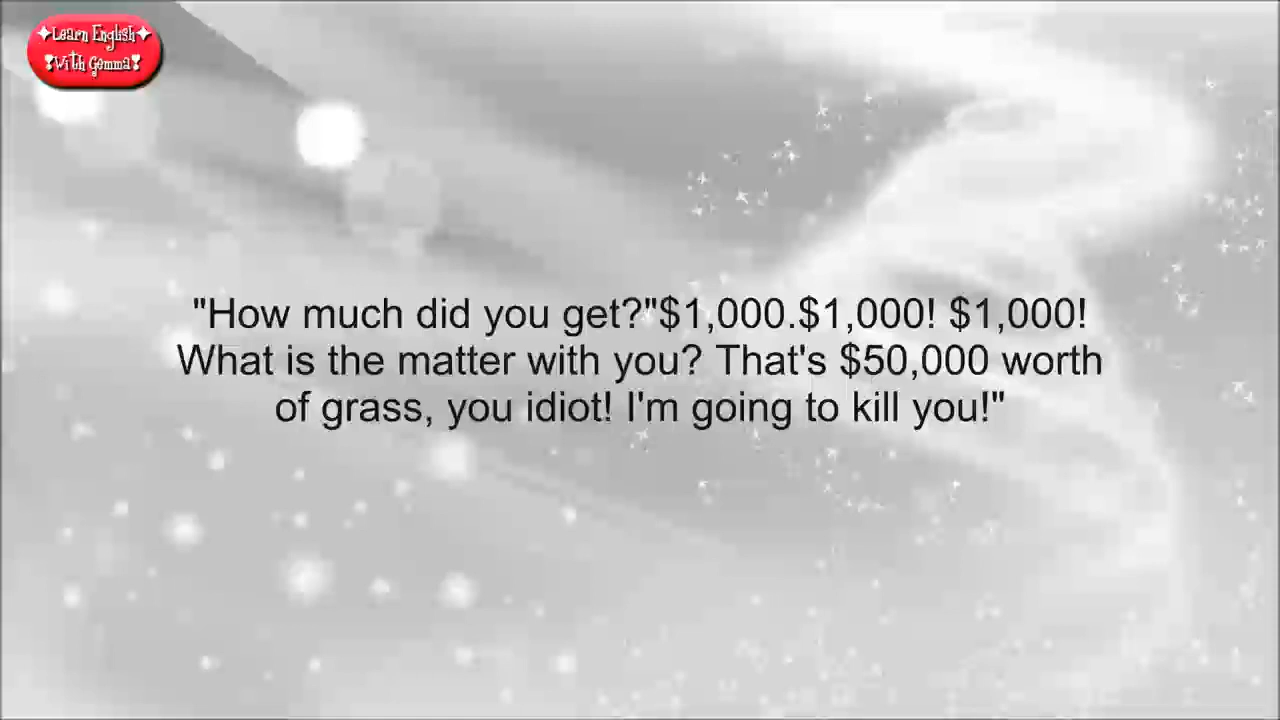 ✦Learn English✦
❣With Gemma❣
"How much did you get?"$1,000.$1,000! $1,000!
What is the matter with you? That's $50,000 worth
of grass, you idiot! I'm going to kill you!"